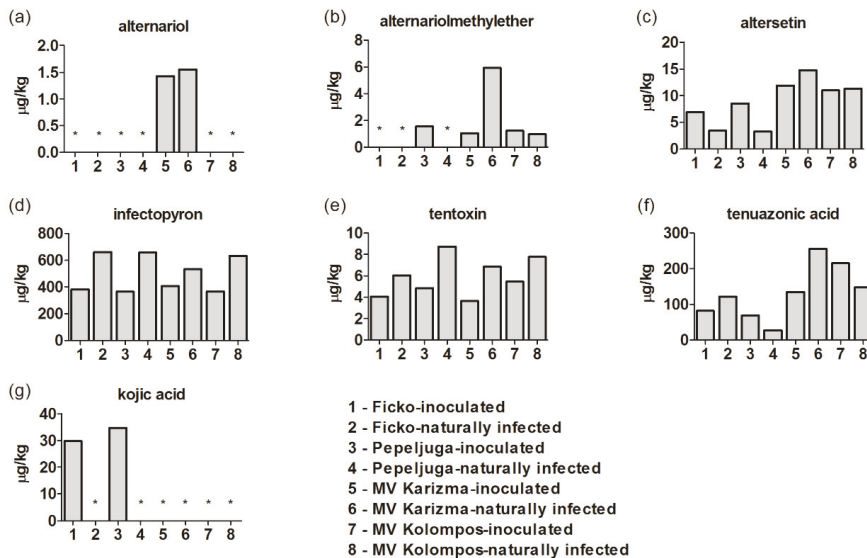 (a) alternariol
µg/kg
2.0
1.5
1.0
0.5
0.0
* * * * * *
1 2 3 4 5 6 7 8
(b) alternariolmethylether
µg/kg
8
6
4
2
0
* * *
1 2 3 4 5 6 7 8
(c) altersetin
µg/kg
20
15
10
5
0
1 2 3 4 5 6 7 8
(d) infectopyron
µg/kg
800
600
400
200
0
1 2 3 4 5 6 7 8
(e) tentoxin
µg/kg
10
8
6
4
2
0
1 2 3 4 5 6 7 8
(f) tenuazonic acid
µg/kg
300
200
100
0
1 2 3 4 5 6 7 8
(g) kojic acid
µg/kg
40
30
20
10
0
* * * * * *
1 2 3 4 5 6 7 8
1 - Ficko-inoculated
2 - Ficko-naturally infected
3 - Pepeljuga-inoculated
4 - Pepeljuga-naturally infected
5 - MV Karizma-inoculated
6 - MV Karizma-naturally infected
7 - MV Kolompos-inoculated
8 - MV Kolompos-naturally infected